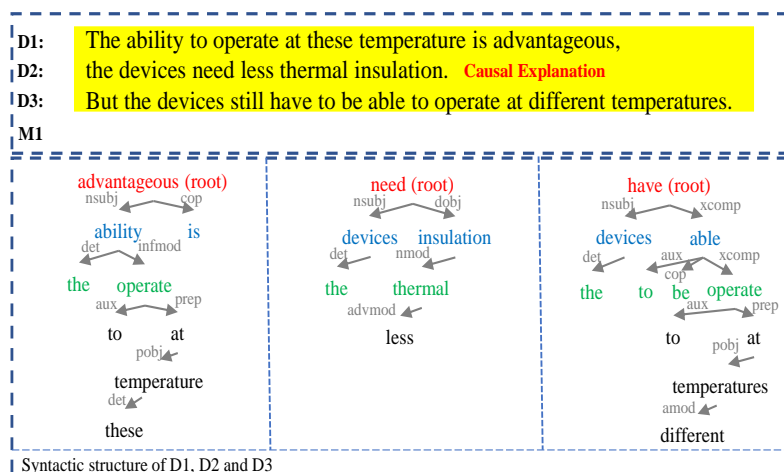 D1: The ability to operate at these temperature is advantageous,
D2: the devices need less thermal insulation. Causal Explanation
D3: But the devices still have to be able to operate at different temperatures.
M1
advantageous (root)
nsubj cop
ability is
det infmod
the operate
aux prep
to at
pobj
temperature
det
these
need (root)
nsubj dobj
devices insulation
det nmod
the thermal
advmod
less
have (root)
nsubj xcomp
devices able
det aux cop xcomp
the to be operate
aux prep
to at
pobj
temperatures
amod
different
Syntactic structure of D1, D2 and D3